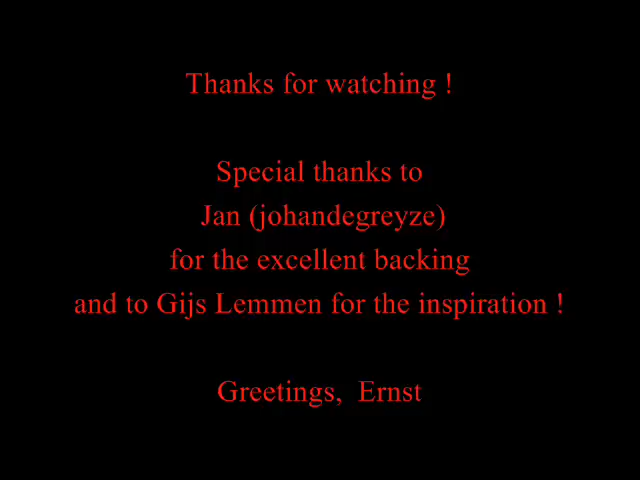 Thanks for watching !
Special thanks to
Jan (johandegreyze)
for the excellent backing
and to Gijs Lemmen for the inspiration !
Greetings,  Ernst